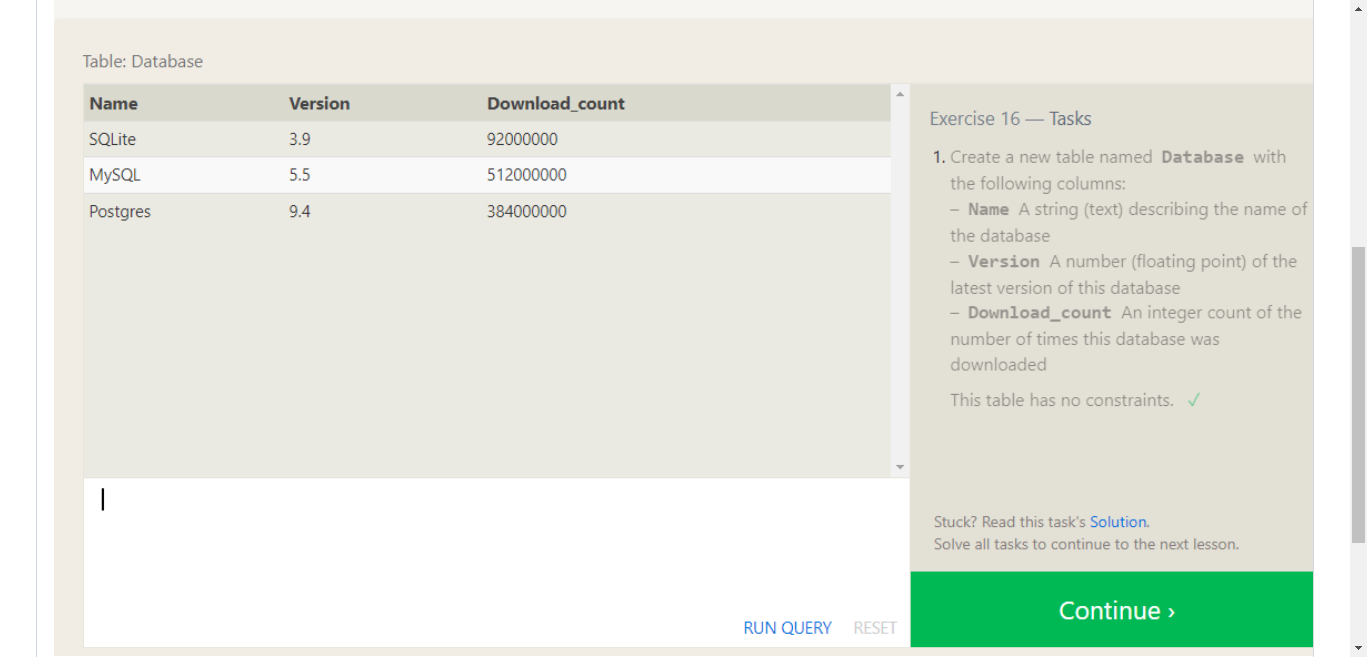 Table: Database
Name Version Download_count
SQLite 3.9 92000000
MySQL 5.5 512000000
Postgres 9.4 384000000
RUN QUERY RESET
Exercise 16 — Tasks
1. Create a new table named Database with
the following columns:
– Name A string (text) describing the name of
the database
– Version A number (floating point) of the
latest version of this database
– Download_count An integer count of the
number of times this database was
downloaded
This table has no constraints. ✓
Stuck? Read this task's Solution.
Solve all tasks to continue to the next lesson.
Continue ›